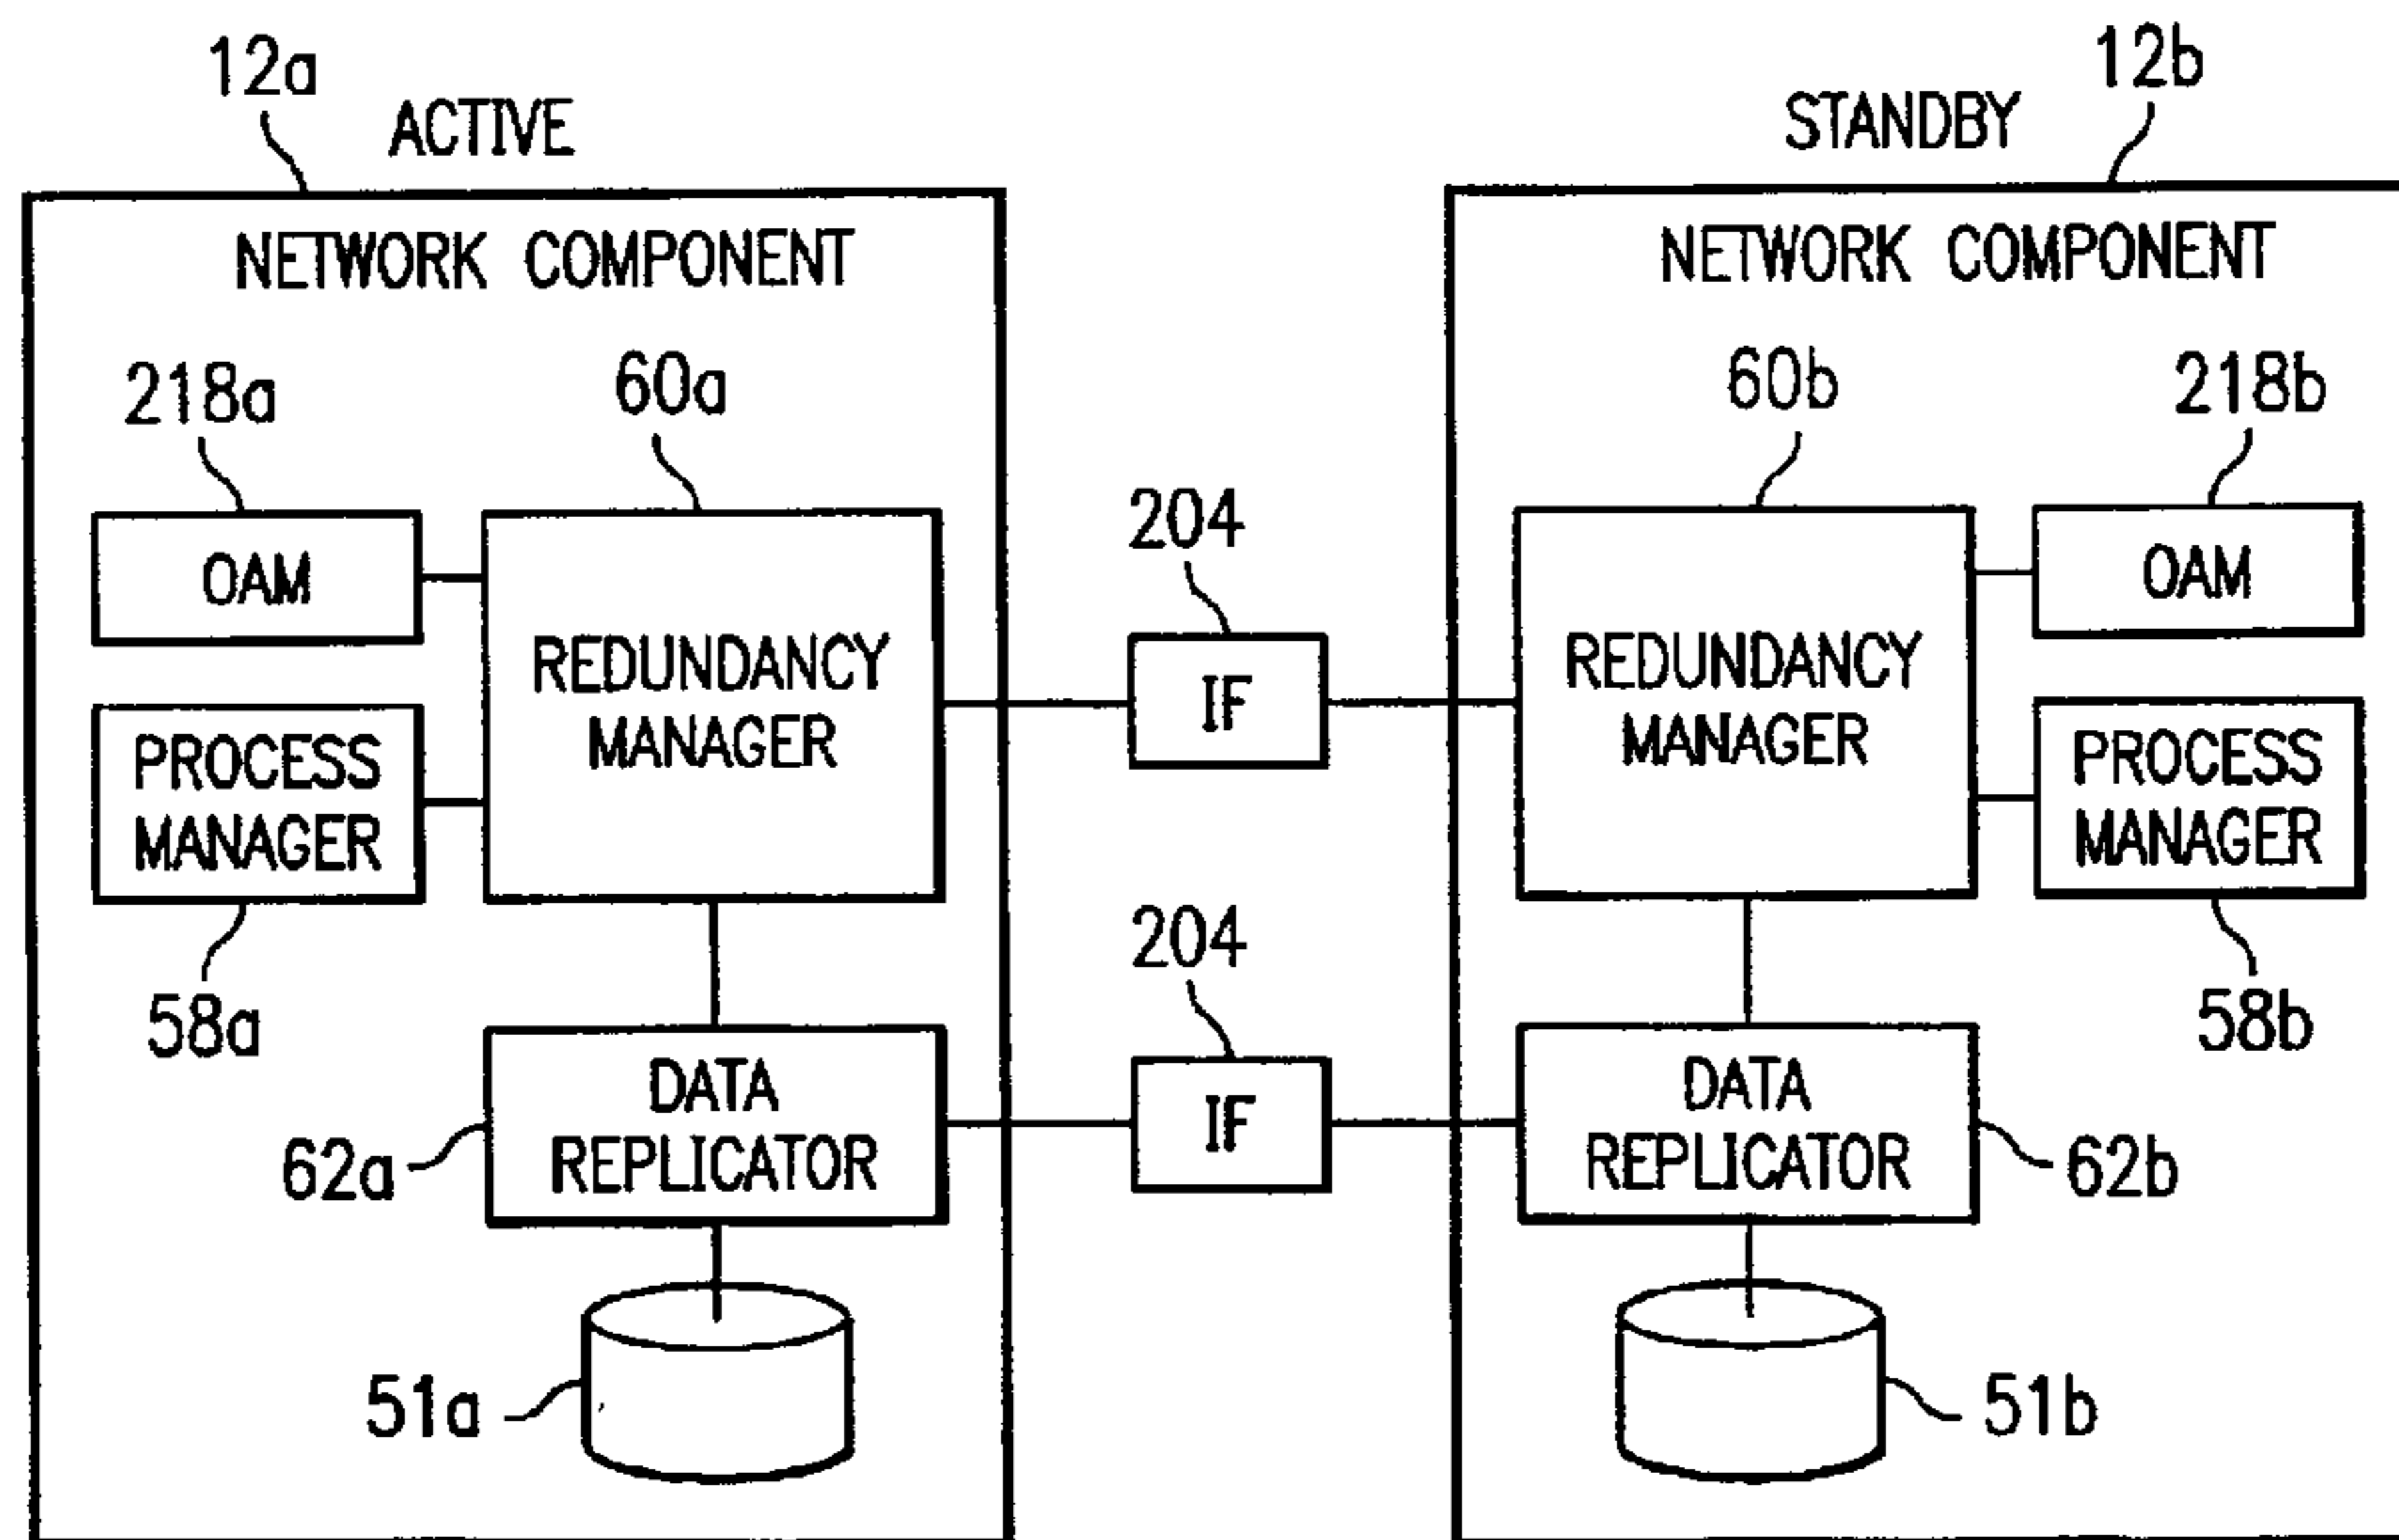 12a
12b
ACTIVE
STANDBY
NETWORK COMPONENT
NETWORK COMPONENT
218a
60a
60b
218b
204
OAM
REDUNDANCY
MANAGER
IF
REDUNDANCY
MANAGER
OAM
PROCESS
MANAGER
PROCESS
MANAGER
204
58a
58b
DATA
REPLICATOR
IF
DATA
REPLICATOR
62a
62b
51a
51b